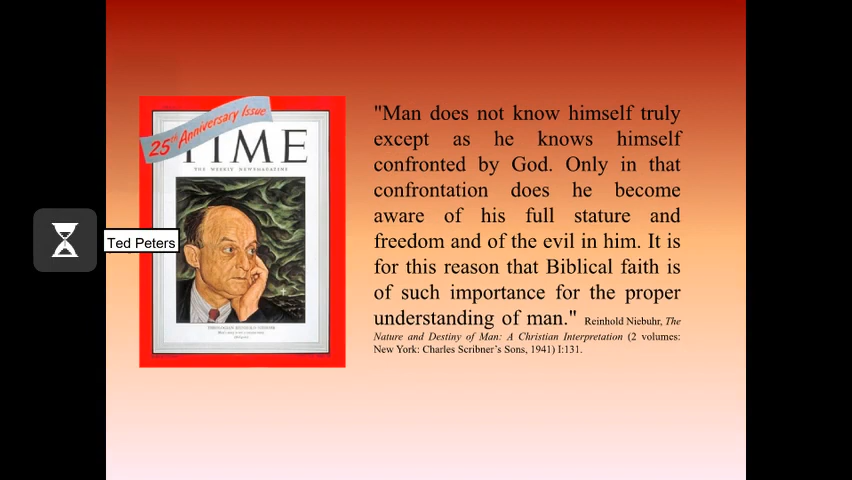 25th Anniversary Issue
TIME
THE WEEKLY NEWSMAGAZINE
THEOLOGIAN REINHOLD NIEBUHR
Ted Peters
"Man does not know himself truly
except as he knows himself
confronted by God. Only in that
confrontation does he become
aware of his full stature and
freedom and of the evil in him. It is
for this reason that Biblical faith is
of such importance for the proper
understanding of man." Reinhold Niebuhr, The
Nature and Destiny of Man: A Christian Interpretation (2 volumes:
New York: Charles Scribner's Sons, 1941) I:131.